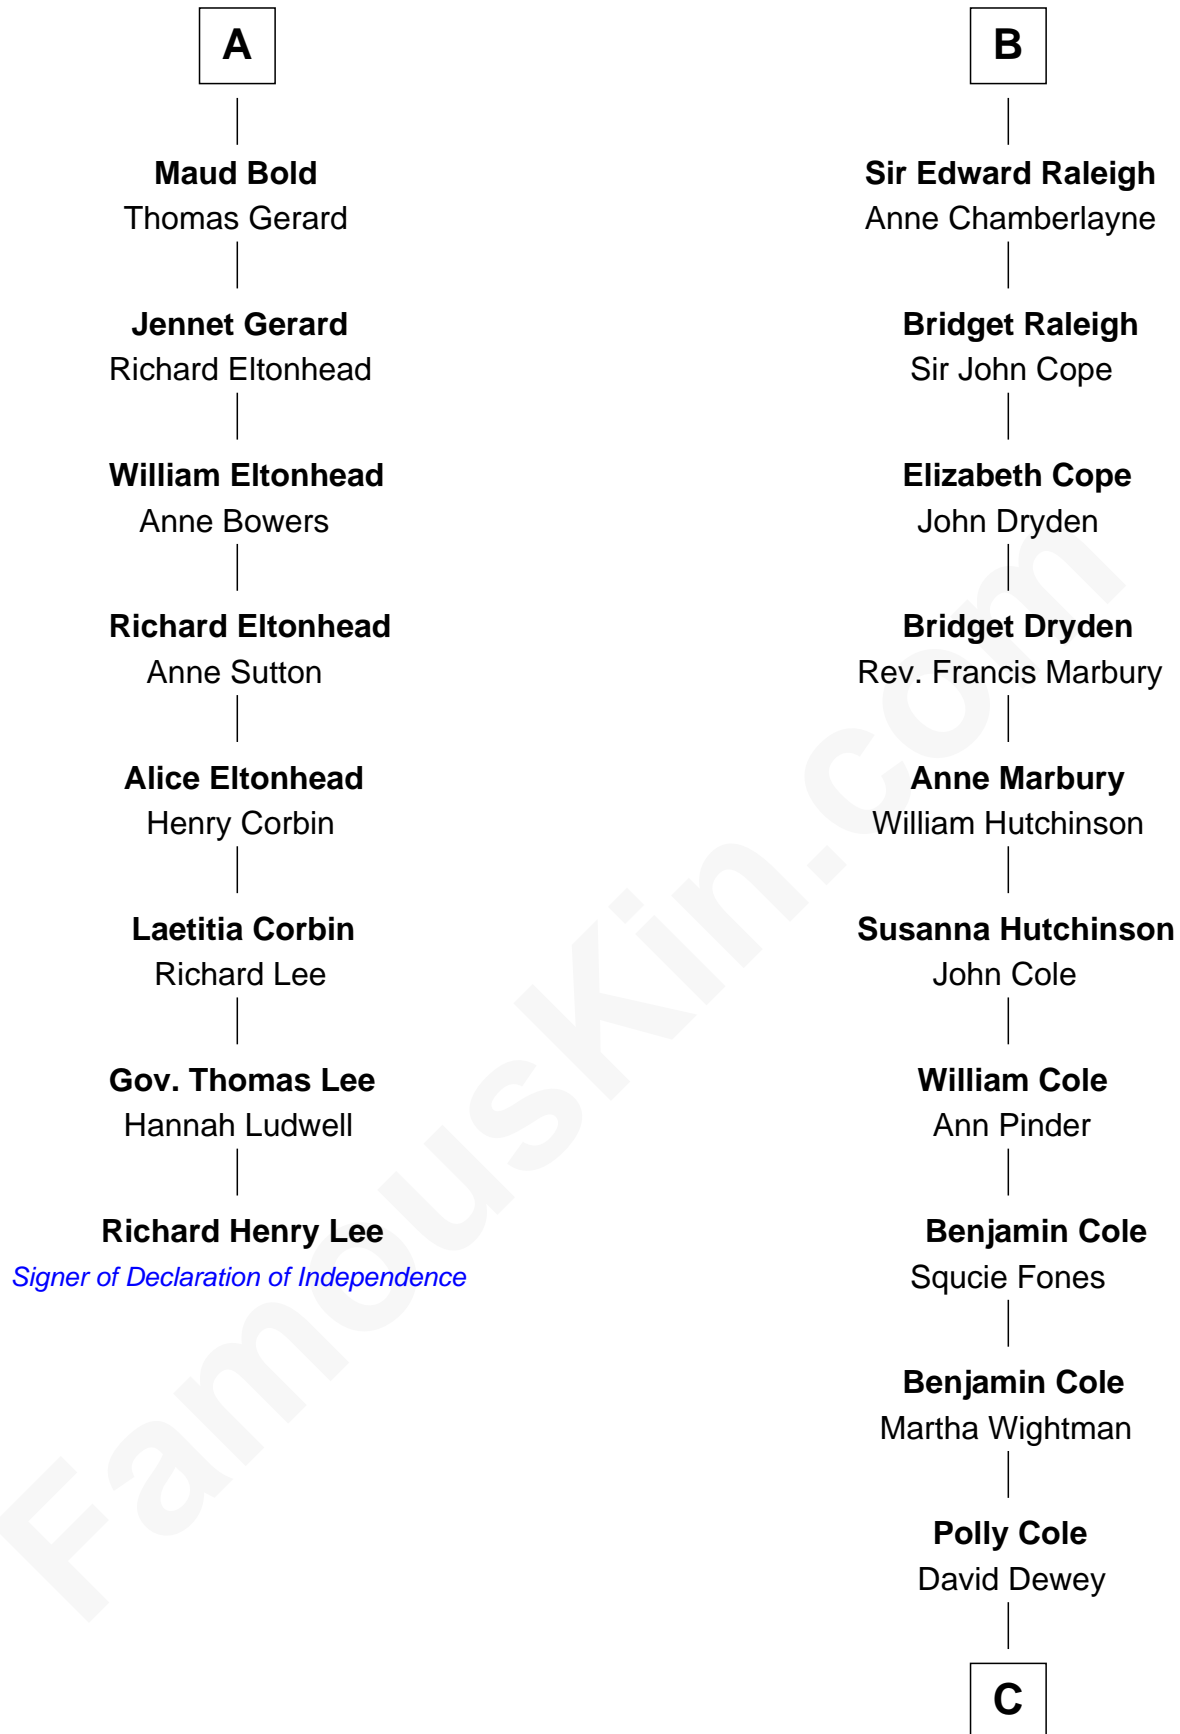 A
Maud Bold
Thomas Gerard
Jennet Gerard
Richard Eltonhead
William Eltonhead
Anne Bowers
Richard Eltonhead
Anne Sutton
Alice Eltonhead
Henry Corbin
Laetitia Corbin
Richard Lee
Gov. Thomas Lee
Hannah Ludwell
Richard Henry Lee
Signer of Declaration of Independence
B
Sir Edward Raleigh
Anne Chamberlayne
Bridget Raleigh
Sir John Cope
Elizabeth Cope
John Dryden
Bridget Dryden
Rev. Francis Marbury
Anne Marbury
William Hutchinson
Susanna Hutchinson
John Cole
William Cole
Ann Pinder
Benjamin Cole
Squcie Fones
Benjamin Cole
Martha Wightman
Polly Cole
David Dewey
C
FamousKin.com